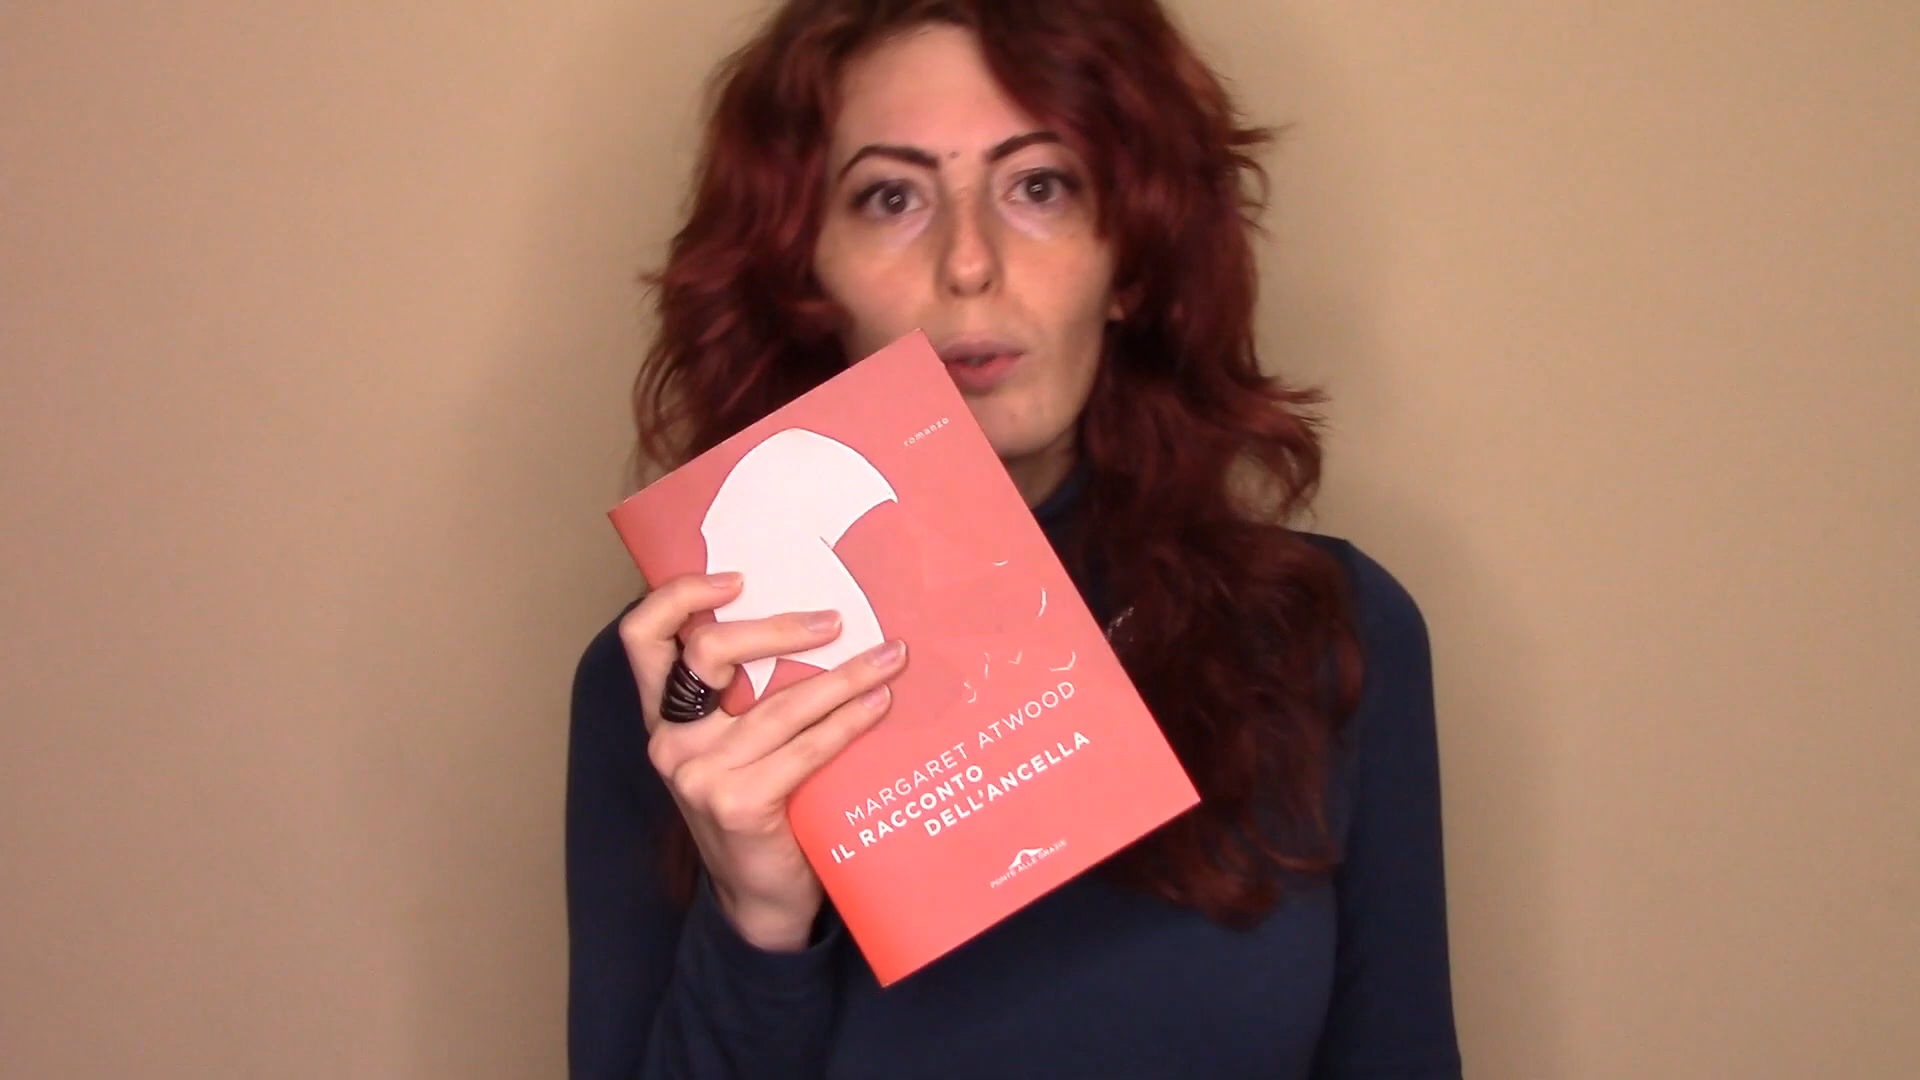 romanzo
MARGARET ATWOOD
IL RACCONTO
DELL'ANCELLA
PONTE ALLE GRAZIE